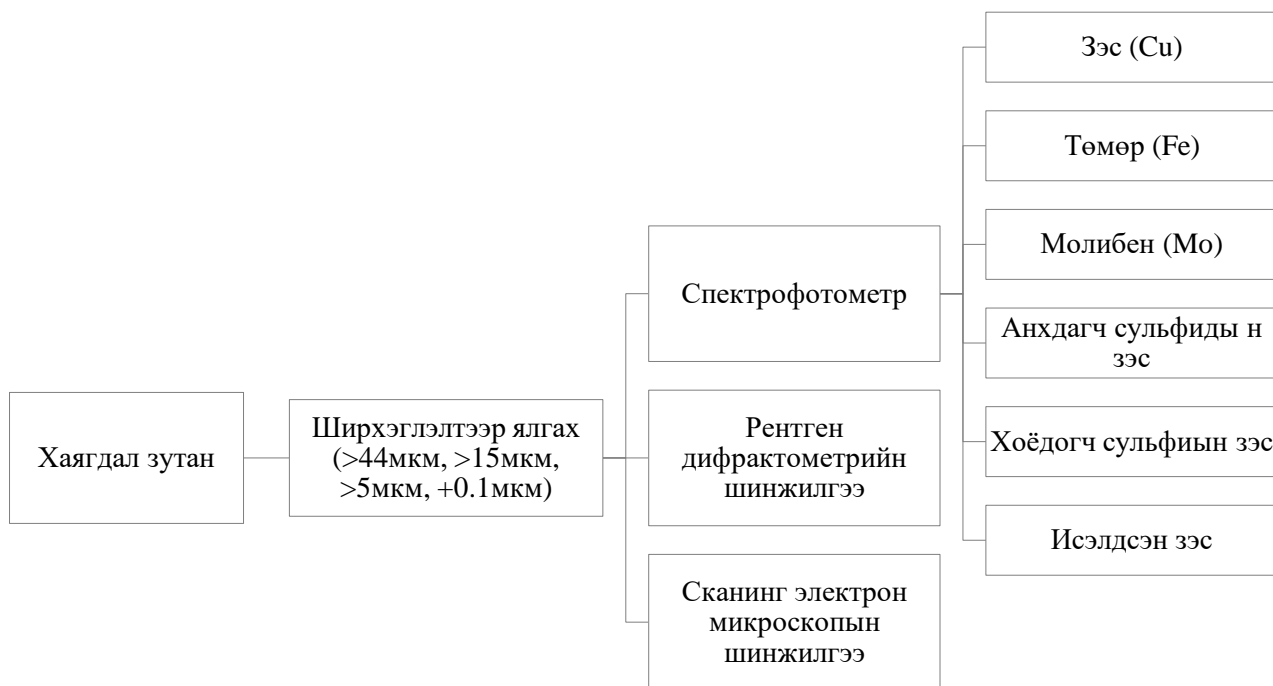 Хаягдал зутан
Ширхэглэлтээр ялгах
(>44мкм, >15мкм,
>5мкм, +0.1мкм)
Спектрофотометр
Рентген
дифрактометрийн
шинжилгээ
Сканинг электрон
микроскопын
шинжилгээ
Зэс (Cu)
Төмөр (Fe)
Молибен (Mo)
Анхдагч сульфиды н
зэс
Хоёдогч сульфиын зэс
Исэлдсэн зэс